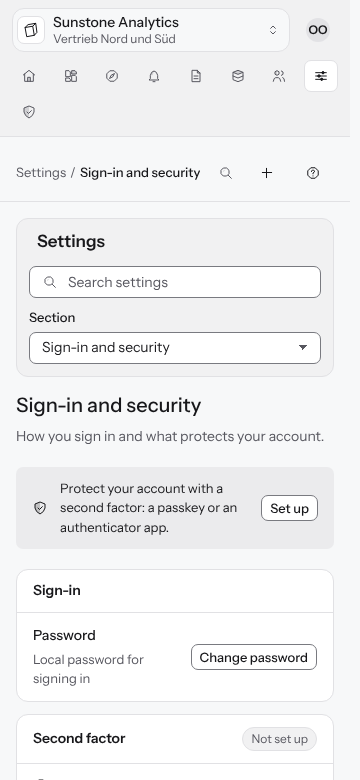 Sunstone Analytics
Vertrieb Nord und Süd
OO
Settings / Sign-in and security
Settings
Search settings
Section
Sign-in and security
Sign-in and security
How you sign in and what protects your account.
Protect your account with a
second factor: a passkey or an
authenticator app.
Set up
Sign-in
Password
Local password for
signing in
Change password
Second factor
Not set up